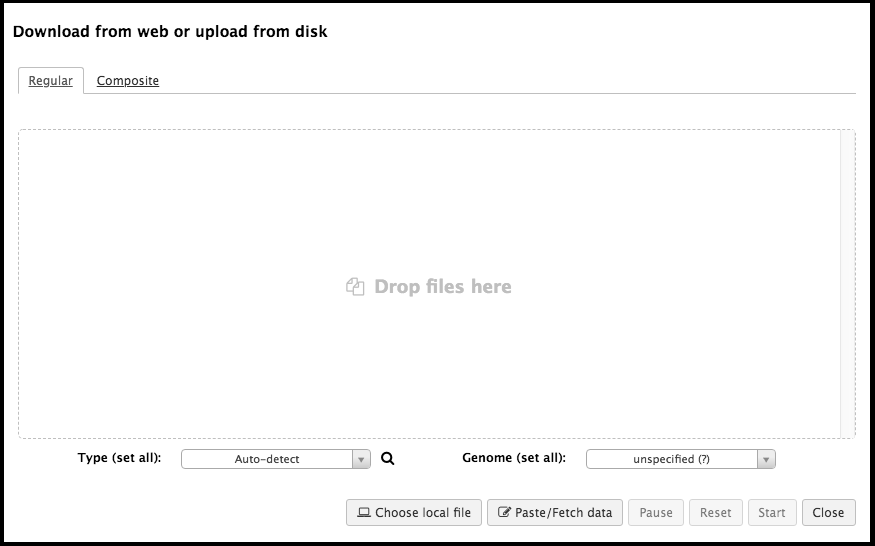 Download from web or upload from disk
Regular Composite
Drop files here
Type (set all): Auto-detect Genome (set all): unspecified (?)
Choose local file Paste/Fetch data Pause Reset Start Close